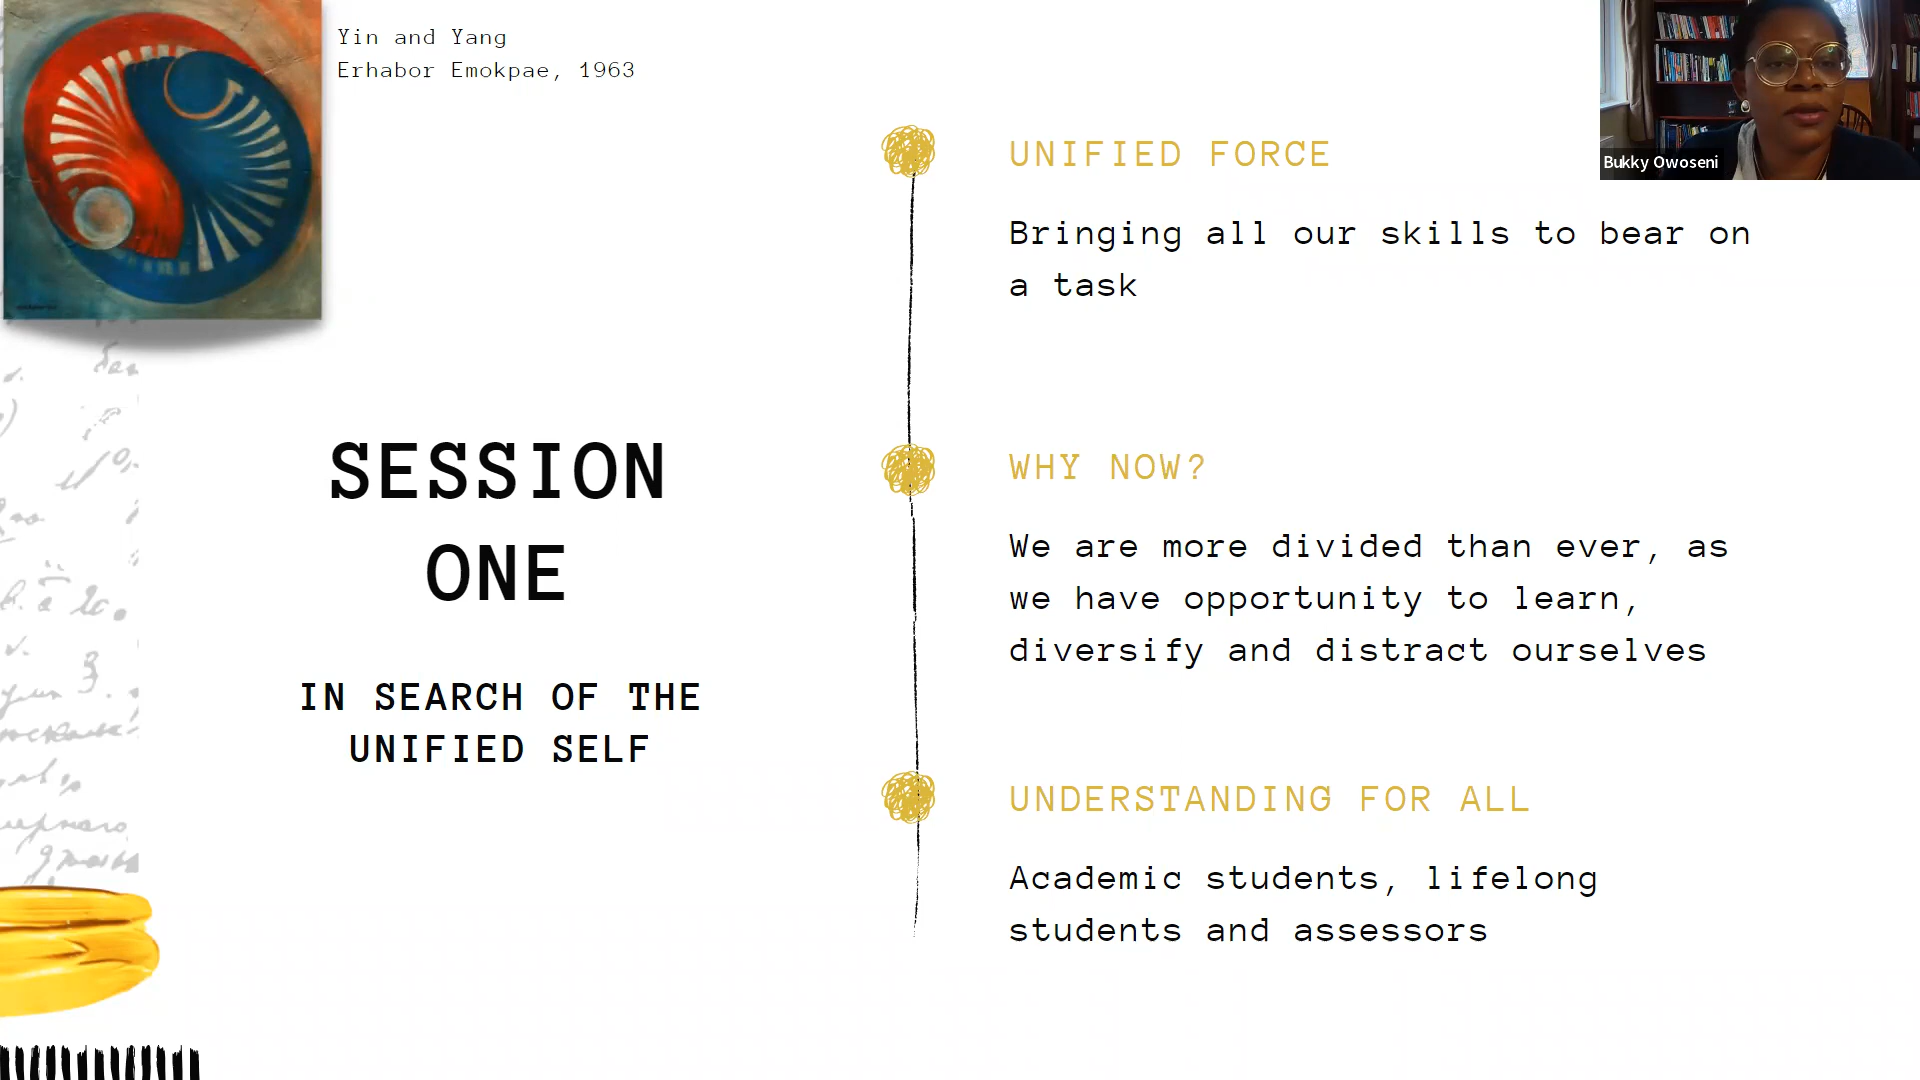 Yin and Yang
Erhabor Emokpae, 1963
Bukky Owoseni
SESSION
ONE
IN SEARCH OF THE
UNIFIED SELF
UNIFIED FORCE
Bringing all our skills to bear on
a task
WHY NOW?
We are more divided than ever, as
we have opportunity to learn,
diversify and distract ourselves
UNDERSTANDING FOR ALL
Academic students, lifelong
students and assessors